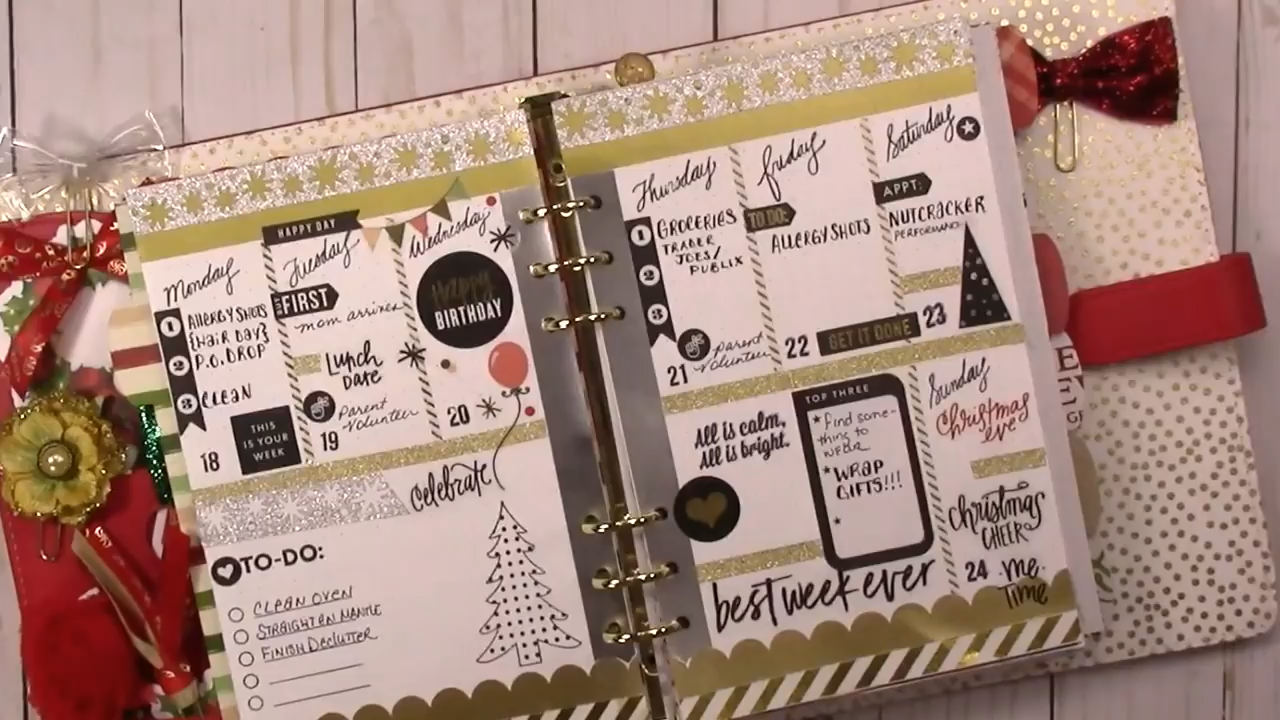 Monday
1
ALLERGY SHOTS
{HAIR DAY}
2
P.O. DROP
3
CLEAN
18
THIS
IS YOUR
WEEK
HAPPY DAY
Tuesday
FIRST
mom arrives
Lunch
DATE
Parent
Volunteer
19
Wednesday
Happy
BIRTHDAY
20
celebrate
TO-DO:
CLEAN OVEN
STRAIGHTEN MANTLE
FINISH DECLUTTER
Thursday
1
GROCERIES
TRADER
JOES/
PUBLIX
2
3
Parent
Volunteer
21
friday
TO DO:
ALLERGY SHOTS
22
GET IT DONE
Saturday
APPT:
NUTCRACKER
PERFORMANCE
23
All is calm,
All is bright.
TOP THREE
*Find some-
thing to
* WRAP
GIFTS!!!
*
best week ever
Sunday
Christmas
eve
christmas
CHEER
24 · me·
Time